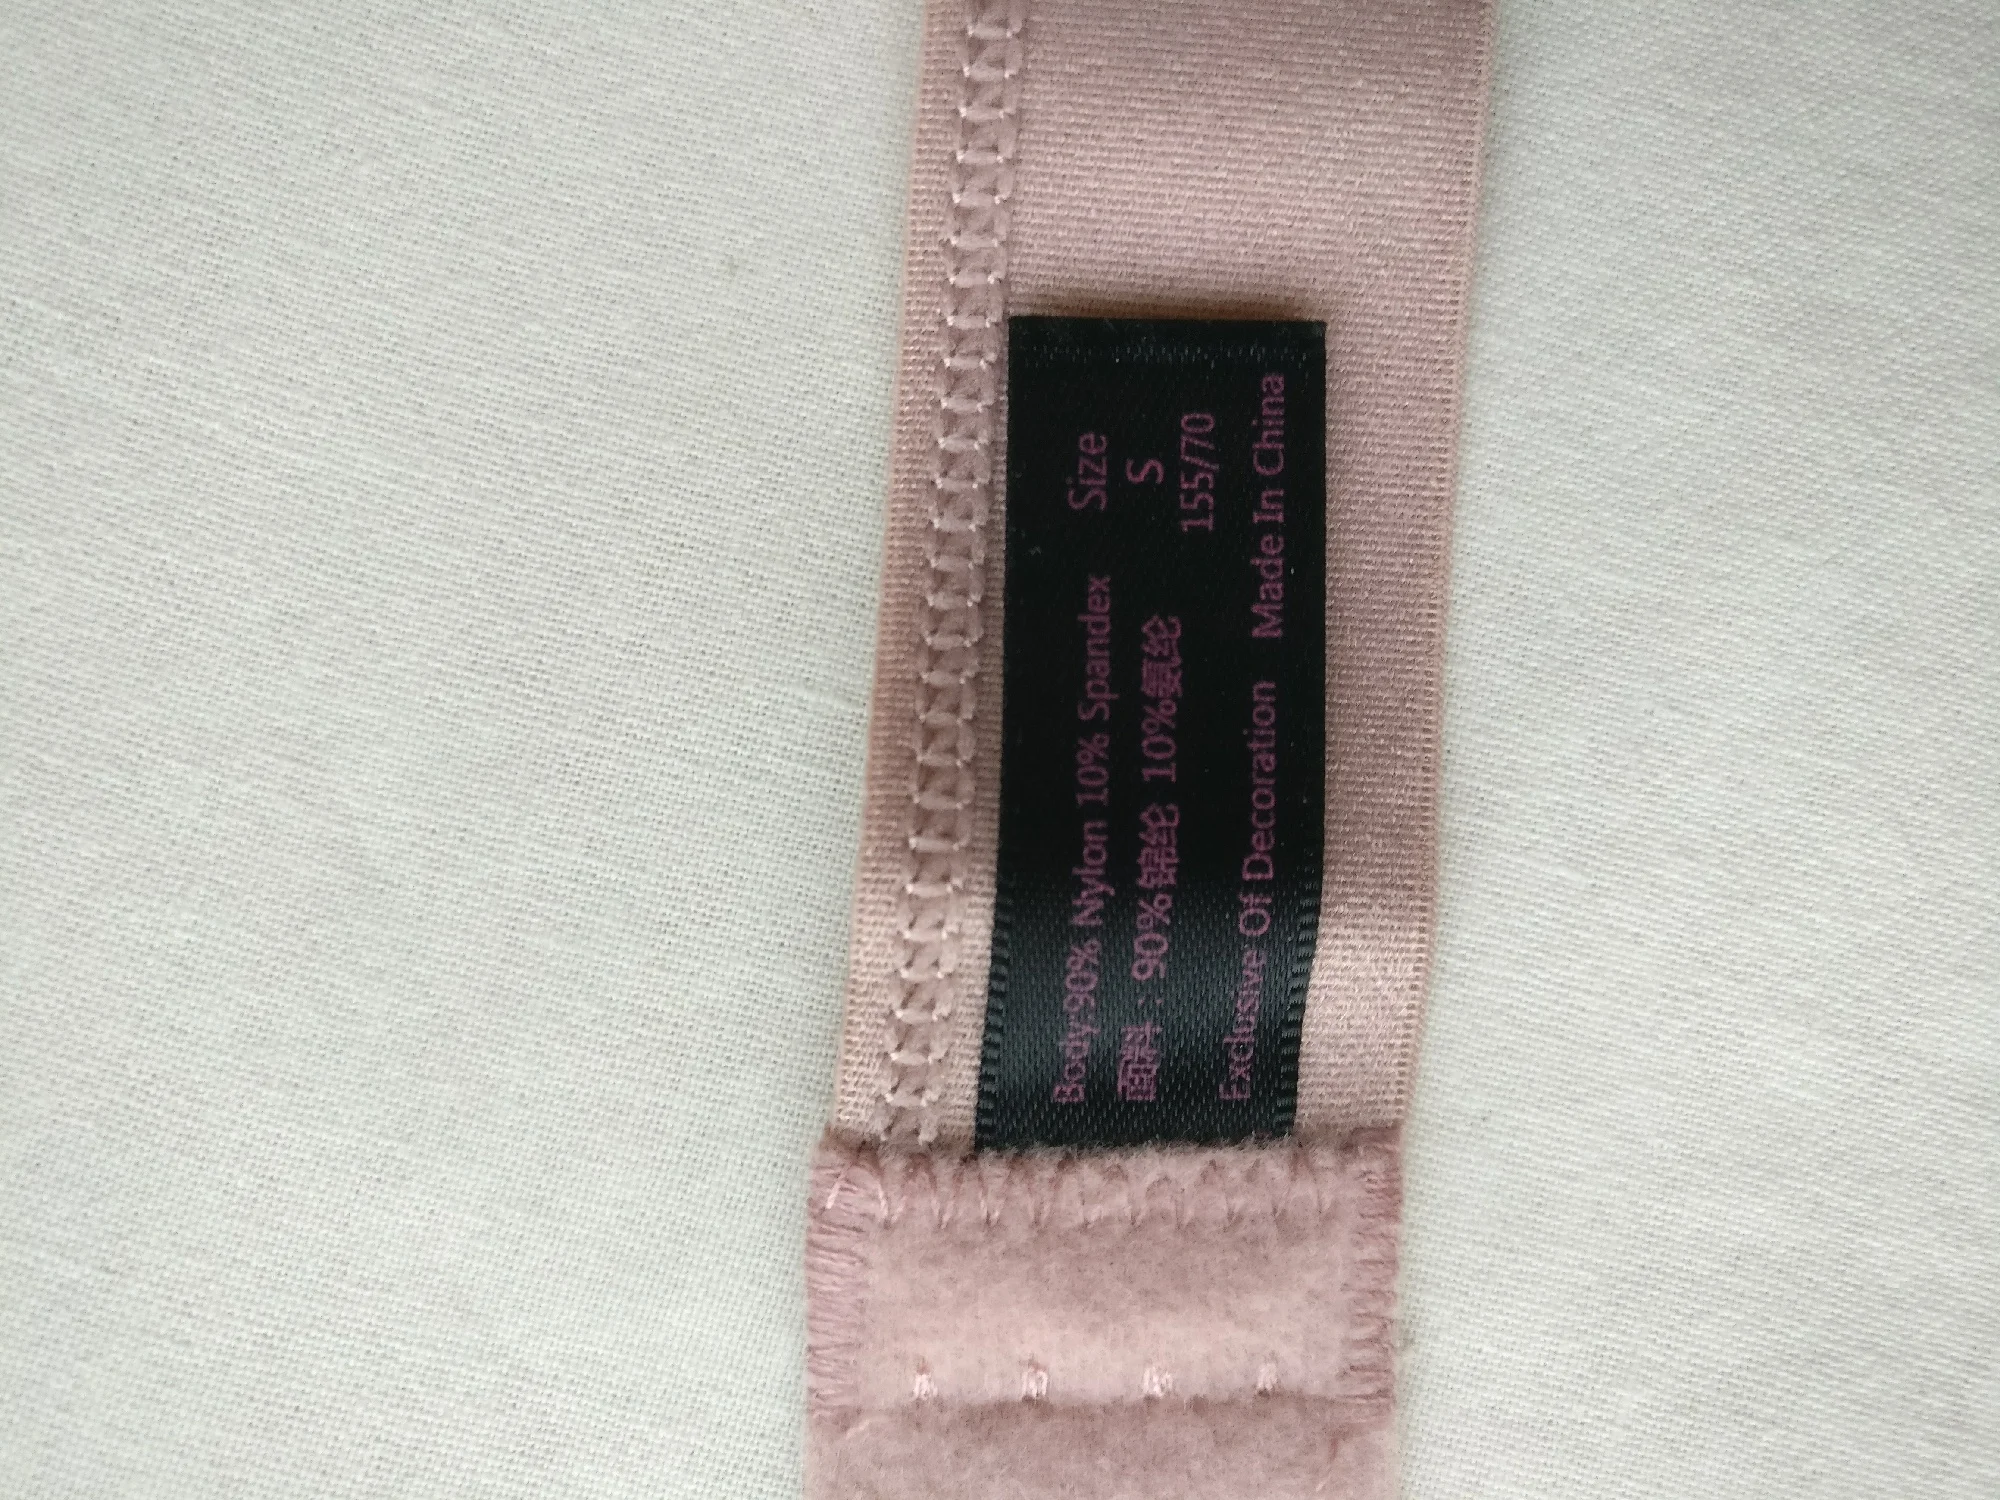 Body:90% Nylon 10% Spandex Size
面料：90%锦纶 10%氨纶 S
155/70
Exclusive Of Decoration Made In China